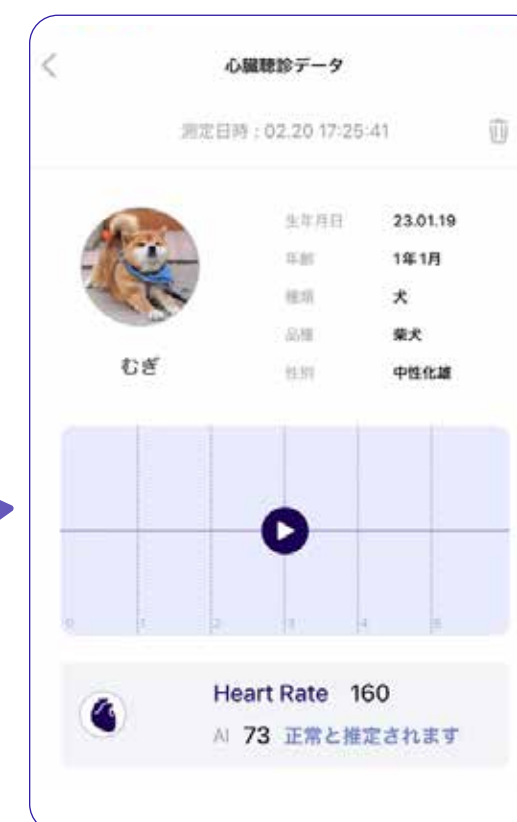 心臓聴診データ
測定日時 : 02.20 17:25:41
生年月日 23.01.19
年齢 1年1月
種類 犬
品種 柴犬
むぎ
性別 中性化雄
0 1 2 3 4 5
Heart Rate 160
AI 73 正常と推定されます